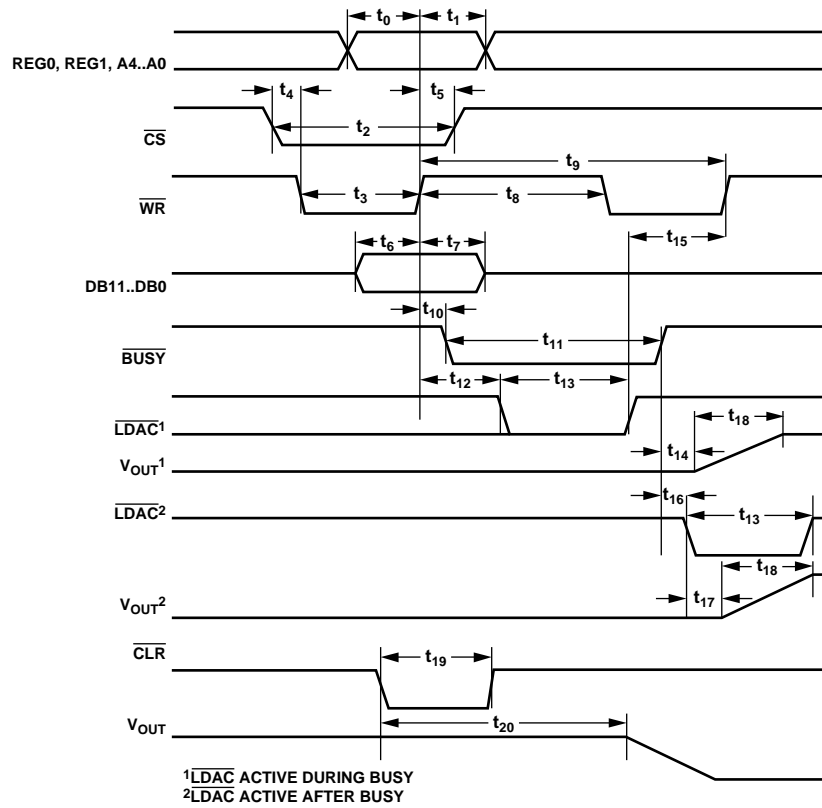 t0 t1
REG0, REG1, A4..A0
t4 t5
t2
CS
t9
t3 t8
WR
t15
t6 t7
DB11..DB0
t10
t11
BUSY
t12 t13
t18
LDAC1
t14
VOUT1
t16
LDAC2 t13
t18
t17
VOUT2
CLR
t19
VOUT t20
1LDAC ACTIVE DURING BUSY
2LDAC ACTIVE AFTER BUSY